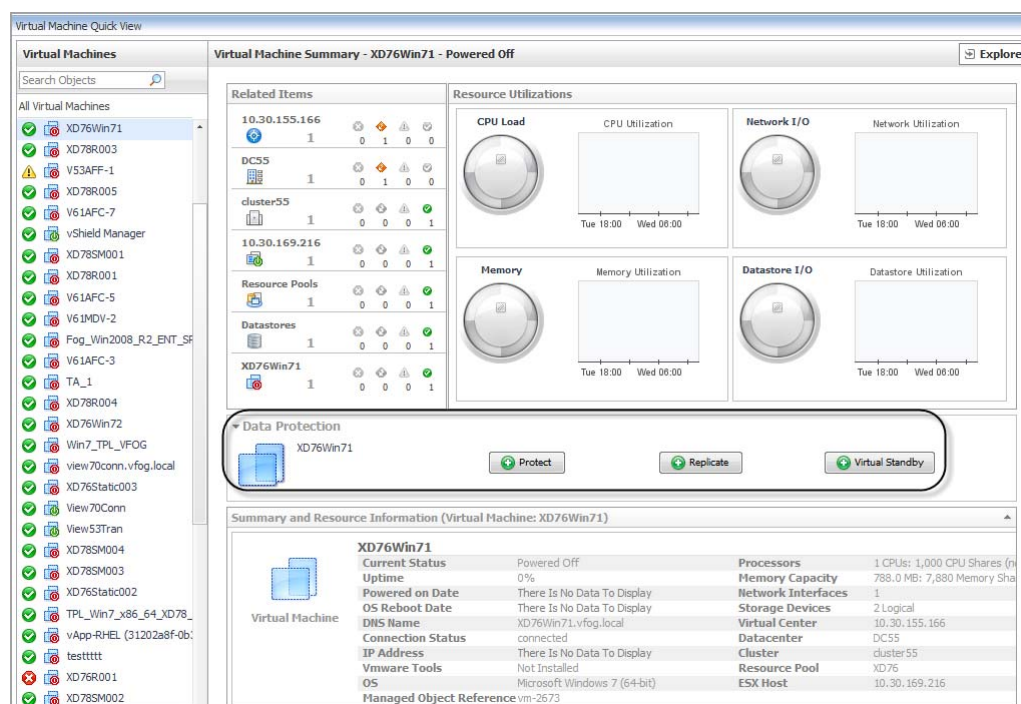 Virtual Machine Quick View
Virtual Machines
Search Objects
All Virtual Machines
XD76Win71
XD78R003
V53AFF-1
XD78R005
V61AFC-7
vShield Manager
XD78SM001
XD78R001
V61AFC-5
V61MDV-2
Fog_Win2008_R2_ENT_SP
V61AFC-3
TA_1
XD78R004
XD76Win72
Win7_TPL_VFOG
view70conn.vfog.local
XD76Static003
View70Conn
View53Tran
XD78SM004
XD78SM003
XD76Static002
TPL_Win7_x86_64_XD78_
vApp-RHEL (31202a8f-0b:
testtttt
XD76R001
XD78SM002
Virtual Machine Summary - XD76Win71 - Powered Off
Explore
Related Items
10.30.155.166
1 0 1 0 0
DC55
1 0 1 0 0
cluster55
1 0 0 0 1
10.30.169.216
1 0 0 0 1
Resource Pools
1 0 0 0 1
Datastores
1 0 0 0 1
XD76Win71
1 0 0 0 1
Resource Utilizations
CPU Load
CPU Utilization
Tue 18:00 Wed 06:00
Network I/O
Network Utilization
Tue 18:00 Wed 06:00
Memory
Memory Utilization
Tue 18:00 Wed 06:00
Datastore I/O
Datastore Utilization
Tue 18:00 Wed 06:00
Data Protection
XD76Win71
Protect
Replicate
Virtual Standby
Summary and Resource Information (Virtual Machine: XD76Win71)
Virtual Machine
XD76Win71
Current Status Powered Off Processors 1 CPUs: 1,000 CPU Shares (n
Uptime 0% Memory Capacity 788.0 MB: 7,880 Memory Sha
Powered on Date There Is No Data To Display Network Interfaces 1
OS Reboot Date There Is No Data To Display Storage Devices 2 Logical
DNS Name XD76Win71.vfog.local Virtual Center 10.30.155.166
Connection Status connected Datacenter DC55
IP Address There Is No Data To Display Cluster cluster55
Vmware Tools Not Installed Resource Pool XD76
OS Microsoft Windows 7 (64-bit) ESX Host 10.30.169.216
Managed Object Reference vm-2673